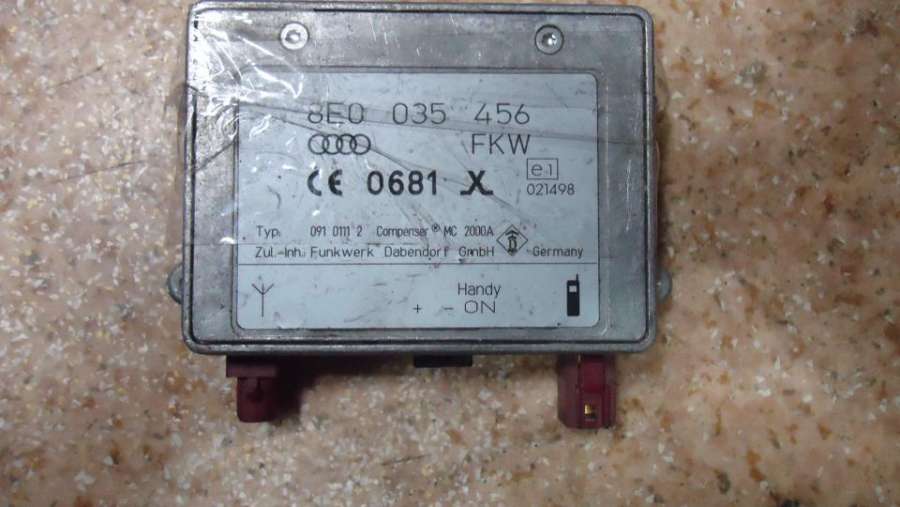 8E0 035 456
FKW
CE 0681 X
e1
021498
Typ: 091 0111 2 Compenser® MC 2000A
Zul.-Inh.: Funkwerk Dabendorf GmbH D Germany
Handy
+ - ON